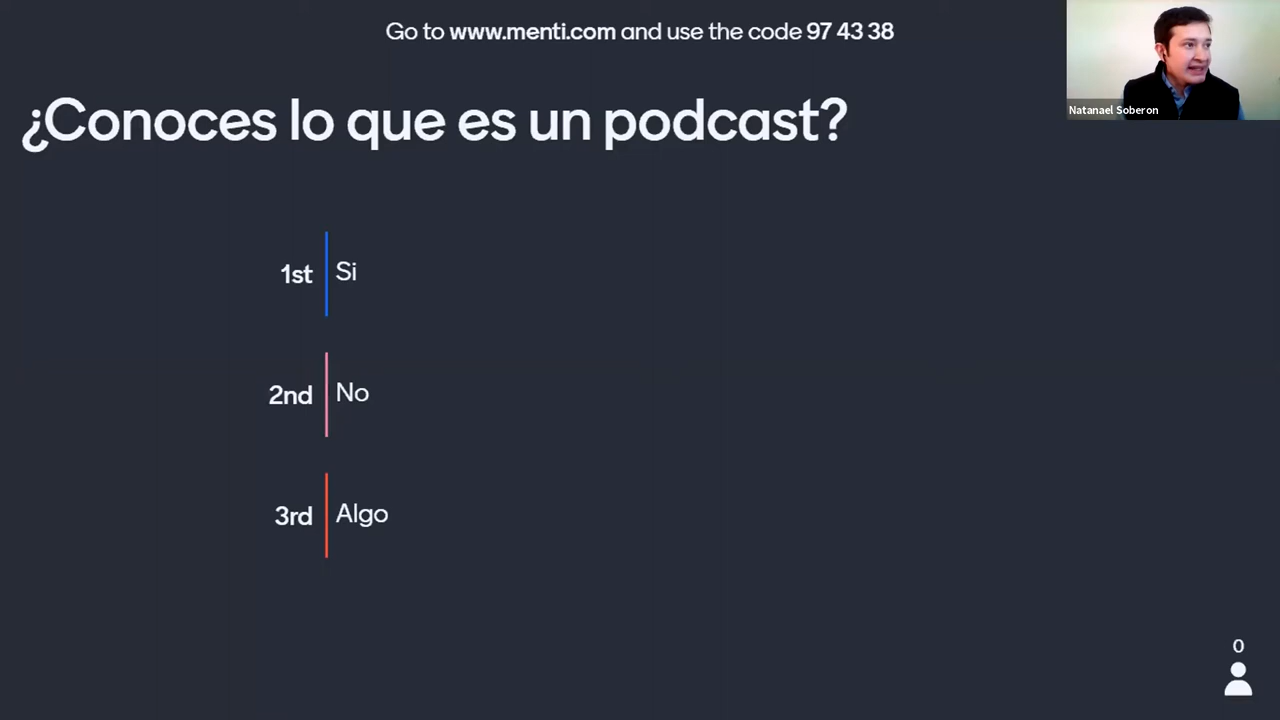 Go to www.menti.com and use the code 97 43 38
Natanael Soberon
¿Conoces lo que es un podcast?
1st Si
2nd No
3rd Algo
0